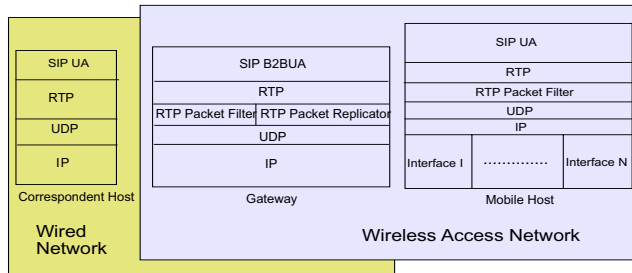 SIP UA
RTP
UDP
IP
Correspondent Host
Wired
Network
SIP B2BUA
RTP
RTP Packet Filter RTP Packet Replicator
UDP
IP
Gateway
SIP UA
RTP
RTP Packet Filter
UDP
IP
Interface I .............. Interface N
Mobile Host
Wireless Access Network